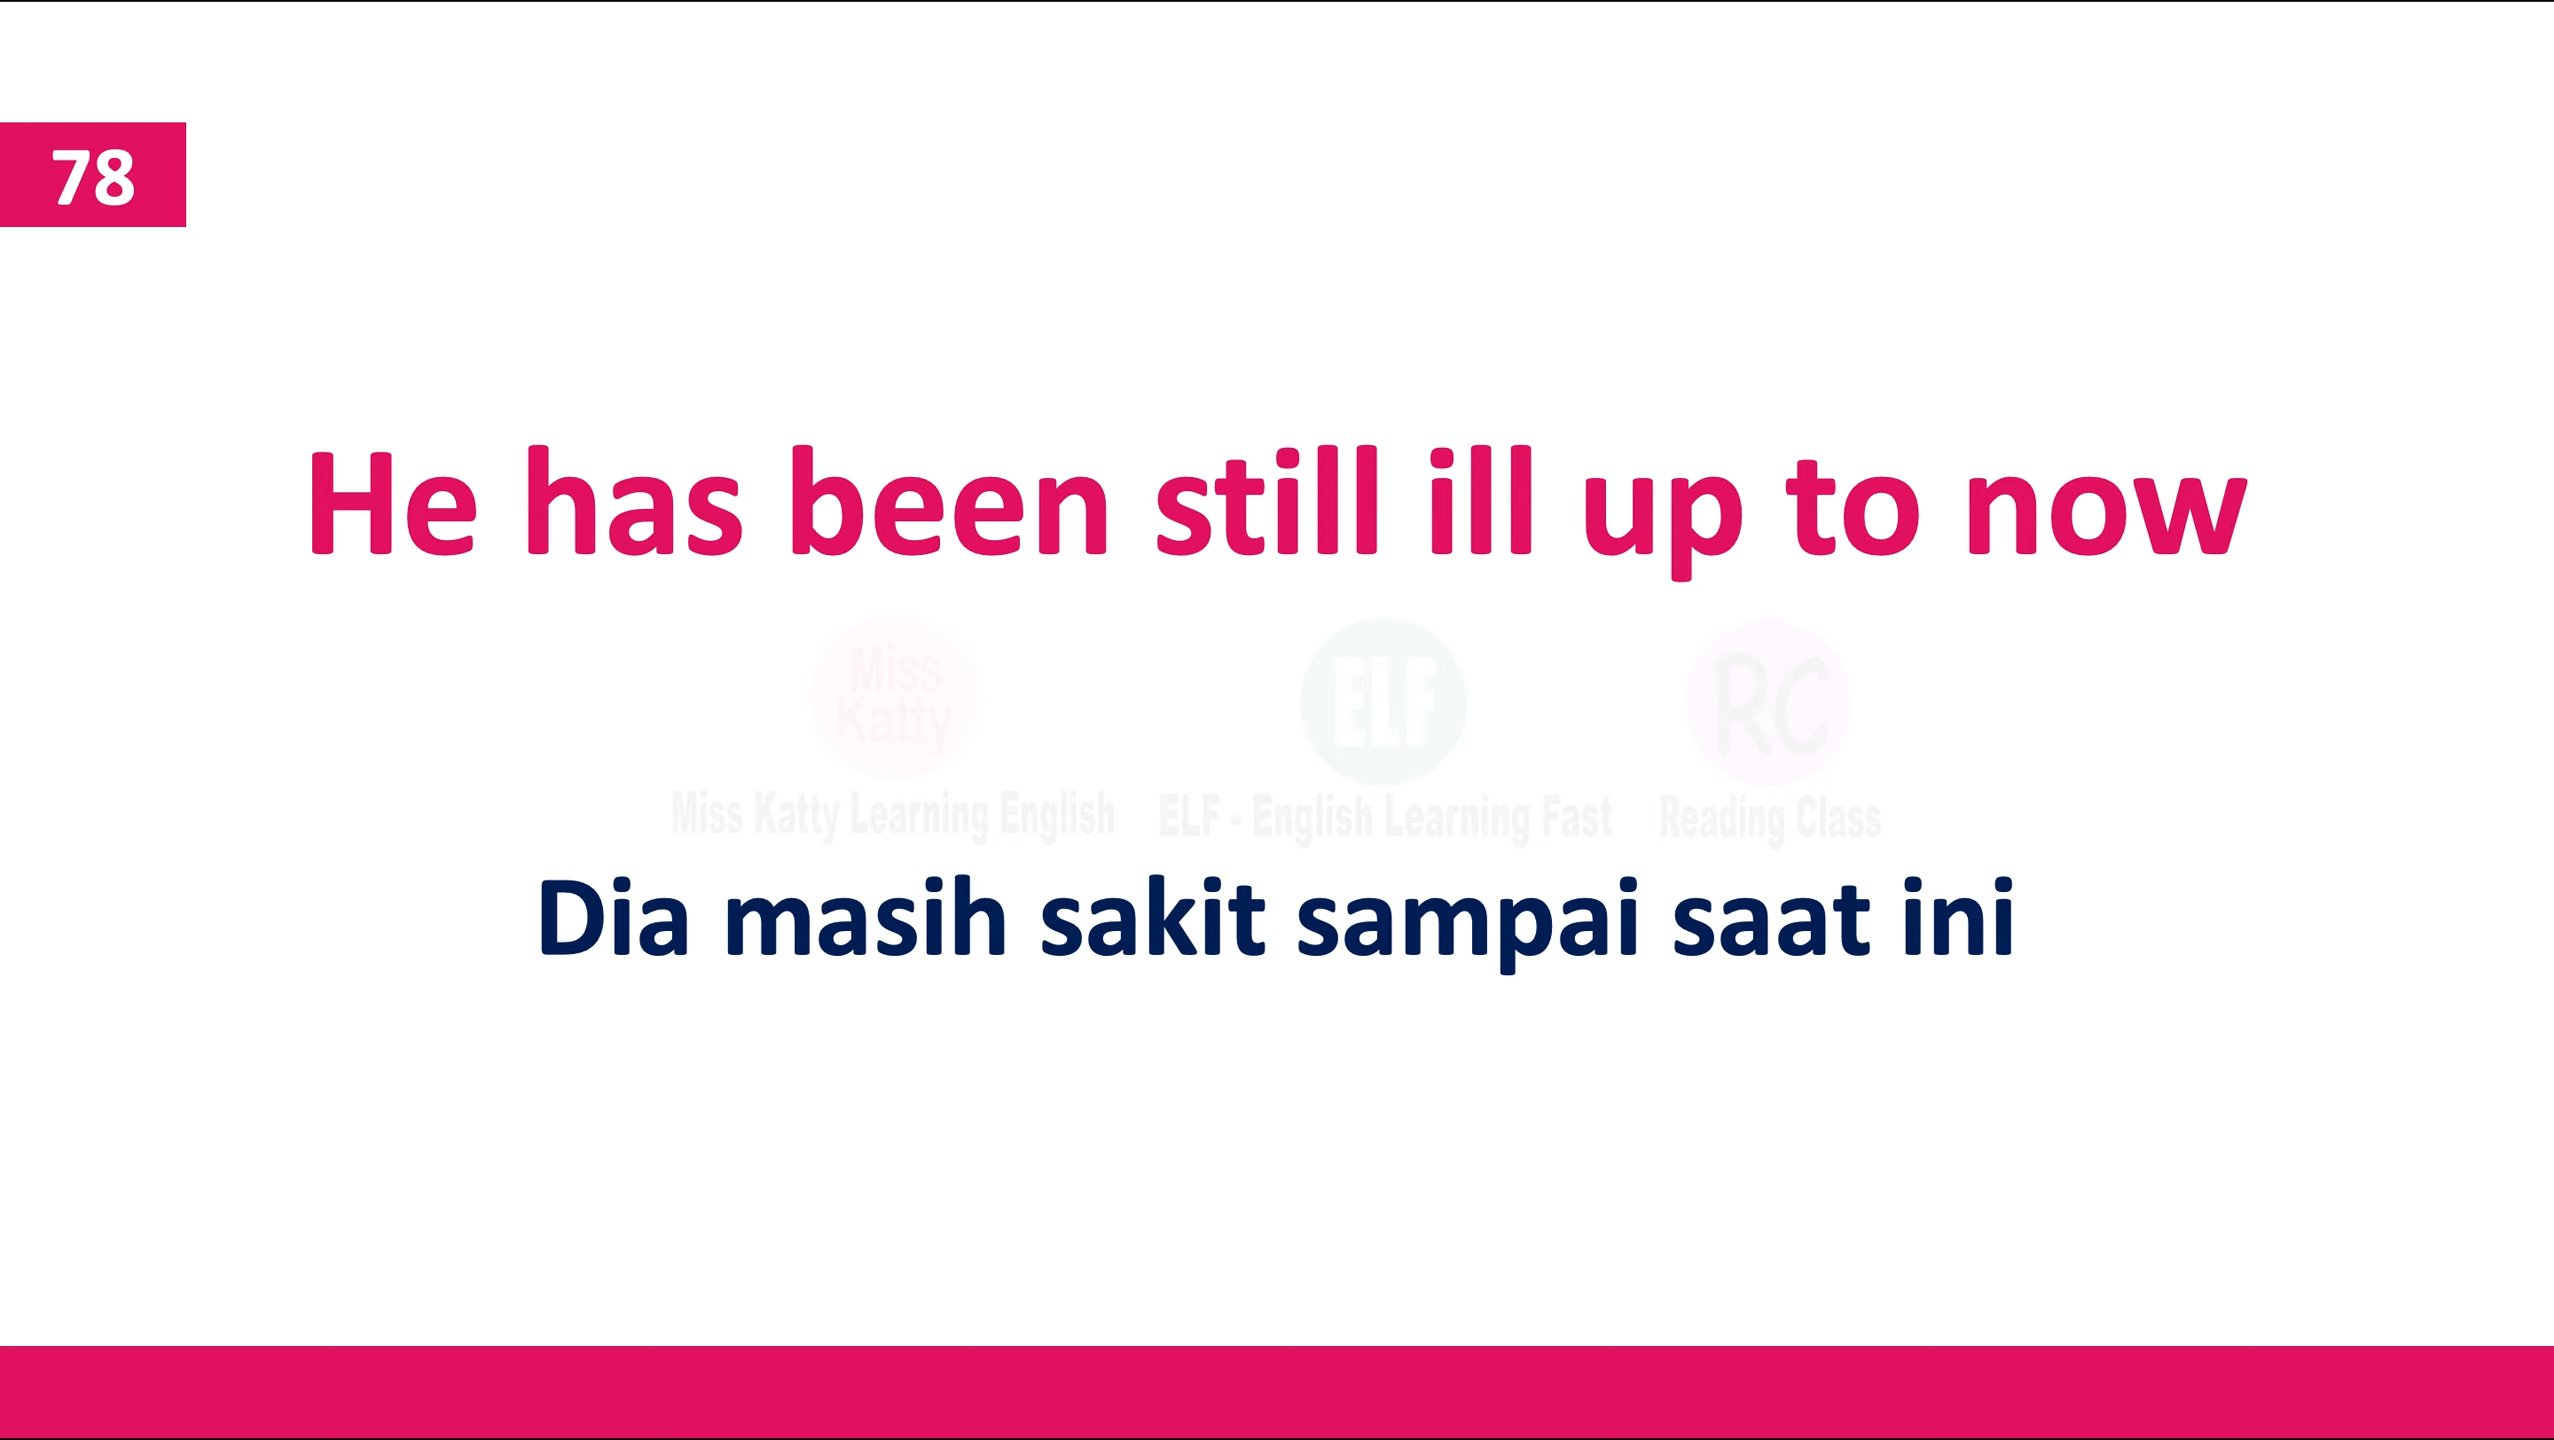 78
He has been still ill up to now
Miss
Katty
ELF
RC
Miss Katty Learning English
ELF - English Learning Fast
Reading Class
Dia masih sakit sampai saat ini